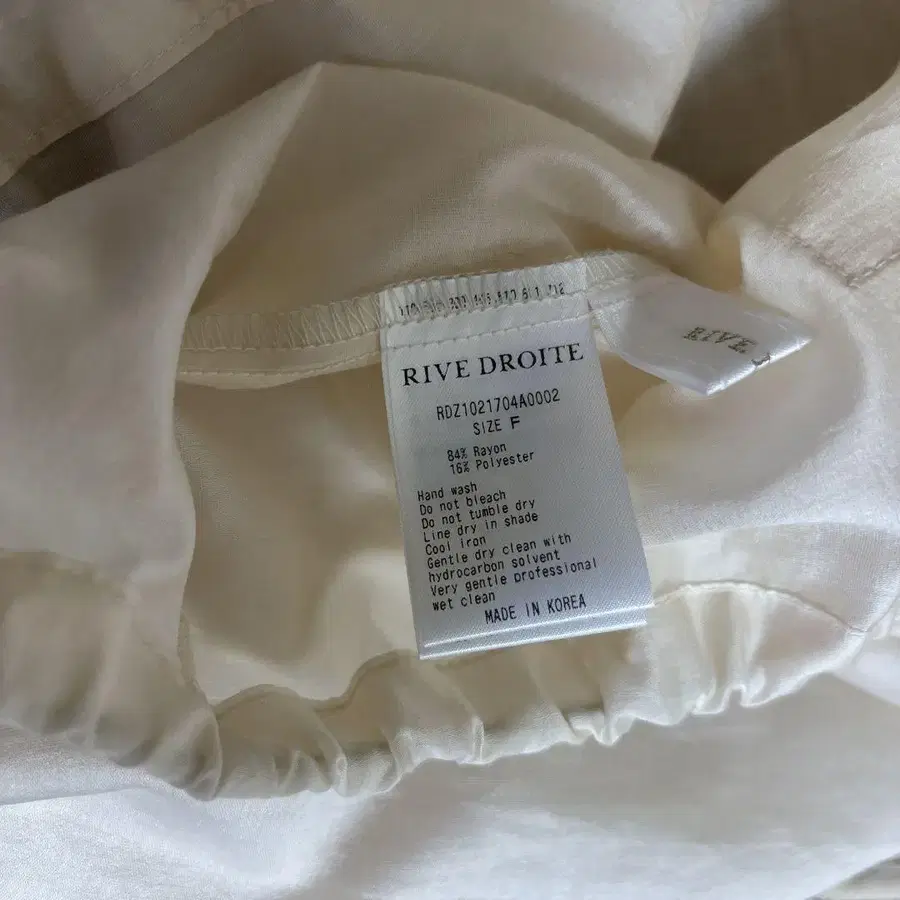 RIVE DROITE
RDZ1021704A0002
SIZE F
84% Rayon
16% Polyester
Hand wash
Do not bleach
Do not tumble dry
Line dry in shade
Cool iron
Gentle dry clean with
hydrocarbon solvent
Very gentle professional
wet clean
MADE IN KOREA
RIVE